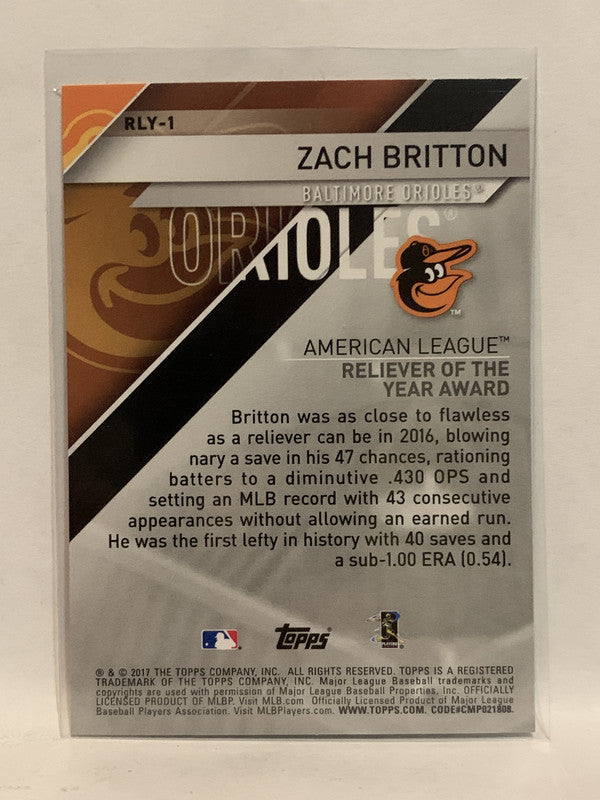 RLY-1
ZACH BRITTON
BALTIMORE ORIOLES®
ORIOLES®
TM
AMERICAN LEAGUE™
RELIEVER OF THE
YEAR AWARD
Britton was as close to flawless
as a reliever can be in 2016, blowing
nary a save in his 47 chances, rationing
batters to a diminutive .430 OPS and
setting an MLB record with 43 consecutive
appearances without allowing an earned run.
He was the first lefty in history with 40 saves and
a sub-1.00 ERA (0.54).
Topps®
® & © 2017 THE TOPPS COMPANY, INC. ALL RIGHTS RESERVED. TOPPS IS A REGISTERED
TRADEMARK OF THE TOPPS COMPANY, INC. Major League Baseball trademarks and
copyrights are used with permission of Major League Baseball Properties, Inc. OFFICIALLY
LICENSED PRODUCT OF MLBP. Visit MLB.com Officially Licensed Product of Major League
Baseball Players Association. Visit MLBPlayers.com. WWW.TOPPS.COM. CODE#CMP021808.